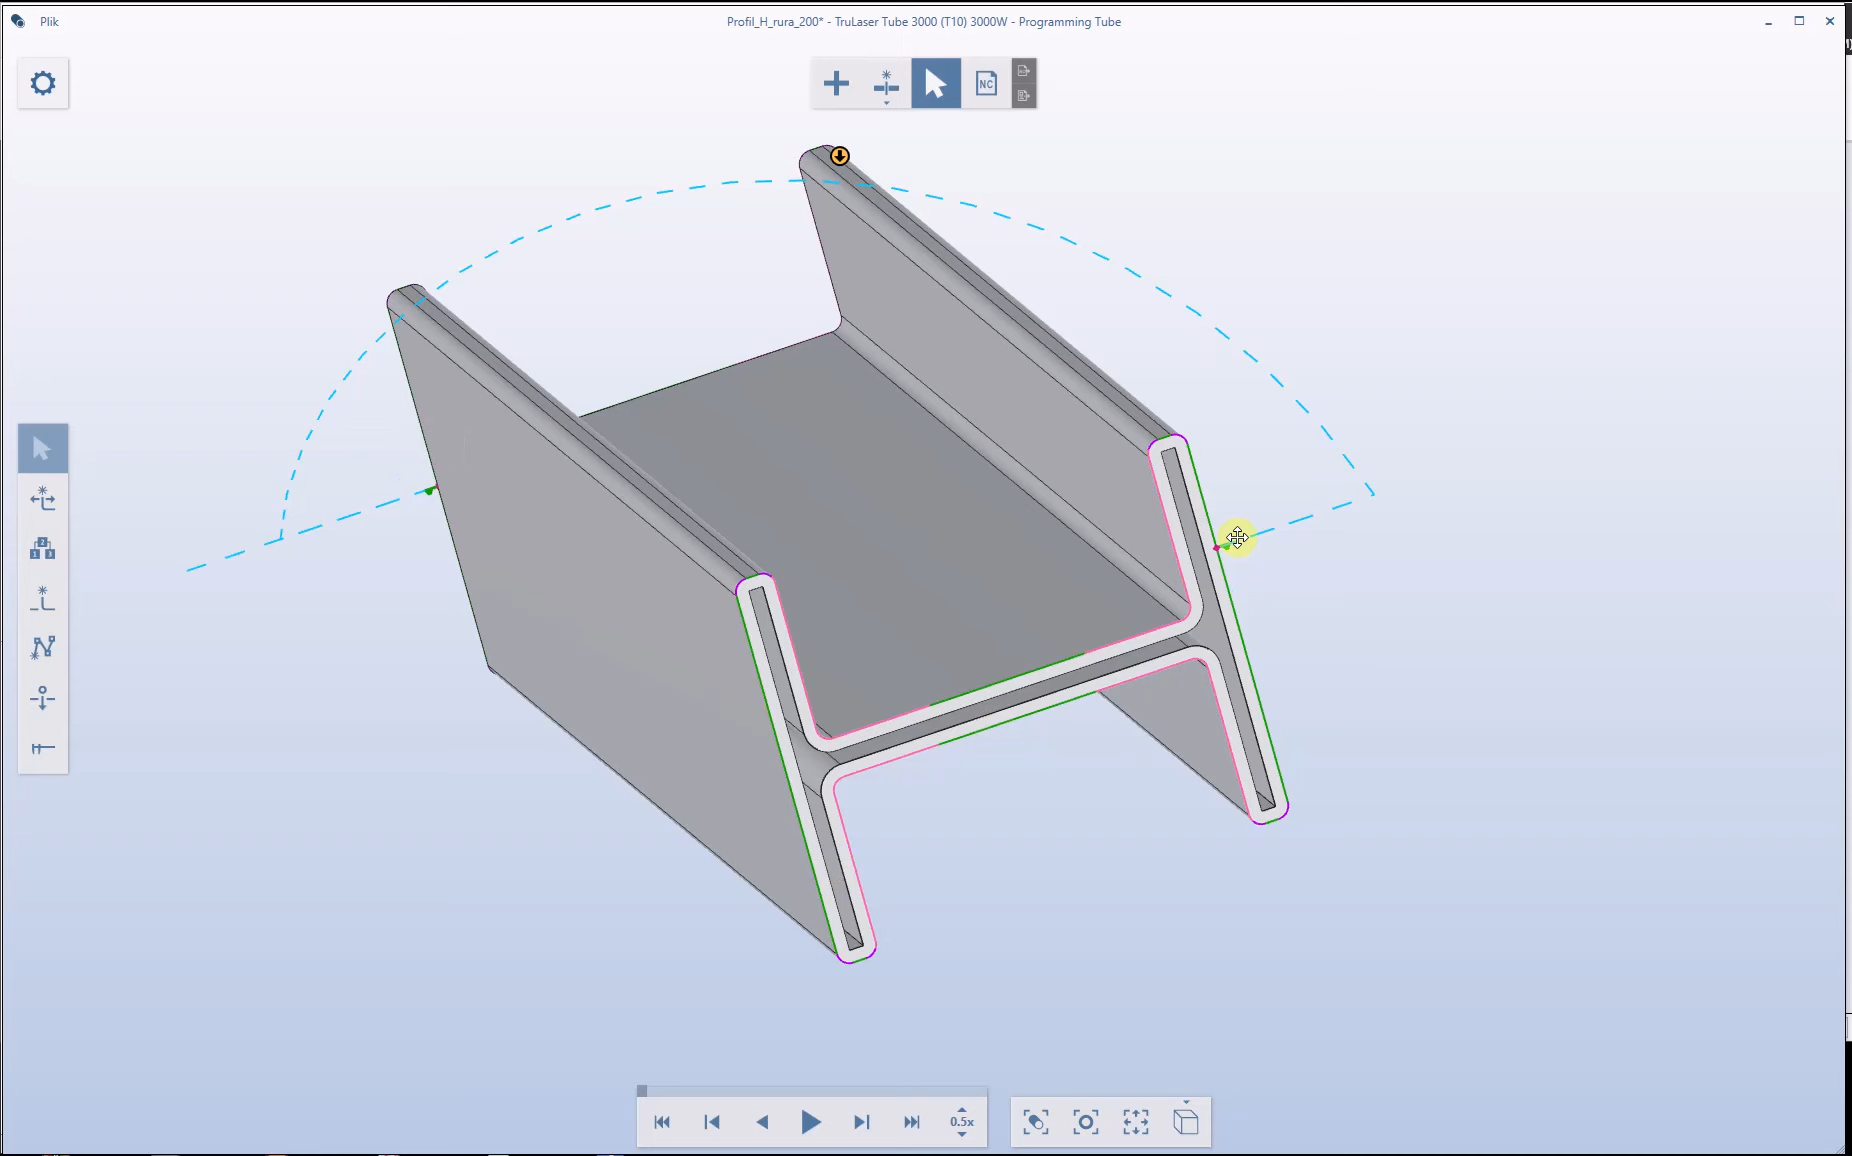 Plik
Profil_H_rura_200* - TruLaser Tube 3000 (T10) 3000W - Programming Tube
NC
0.5x